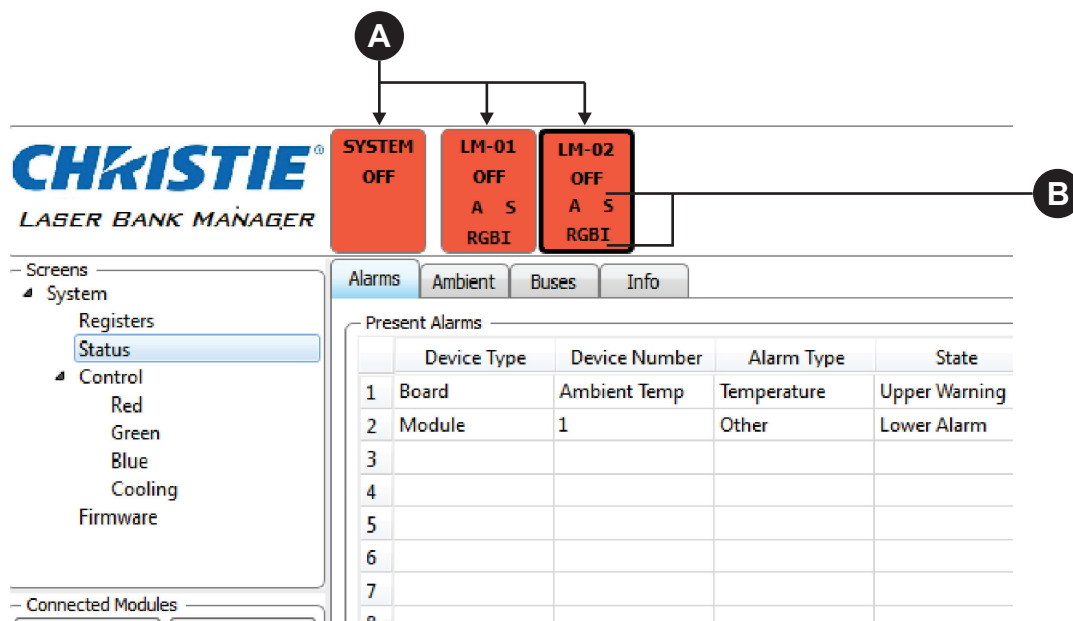 A
CHRISTIE®
LASER BANK MANAGER
SYSTEM
OFF
LM-01
OFF
A S
RGBI
LM-02
OFF
A S
RGBI
B
Screens
System
Registers
Status
Control
Red
Green
Blue
Cooling
Firmware
Connected Modules
Alarms Ambient Buses Info
Present Alarms
Device Type Device Number Alarm Type State
1 Board Ambient Temp Temperature Upper Warning
2 Module 1 Other Lower Alarm
3
4
5
6
7